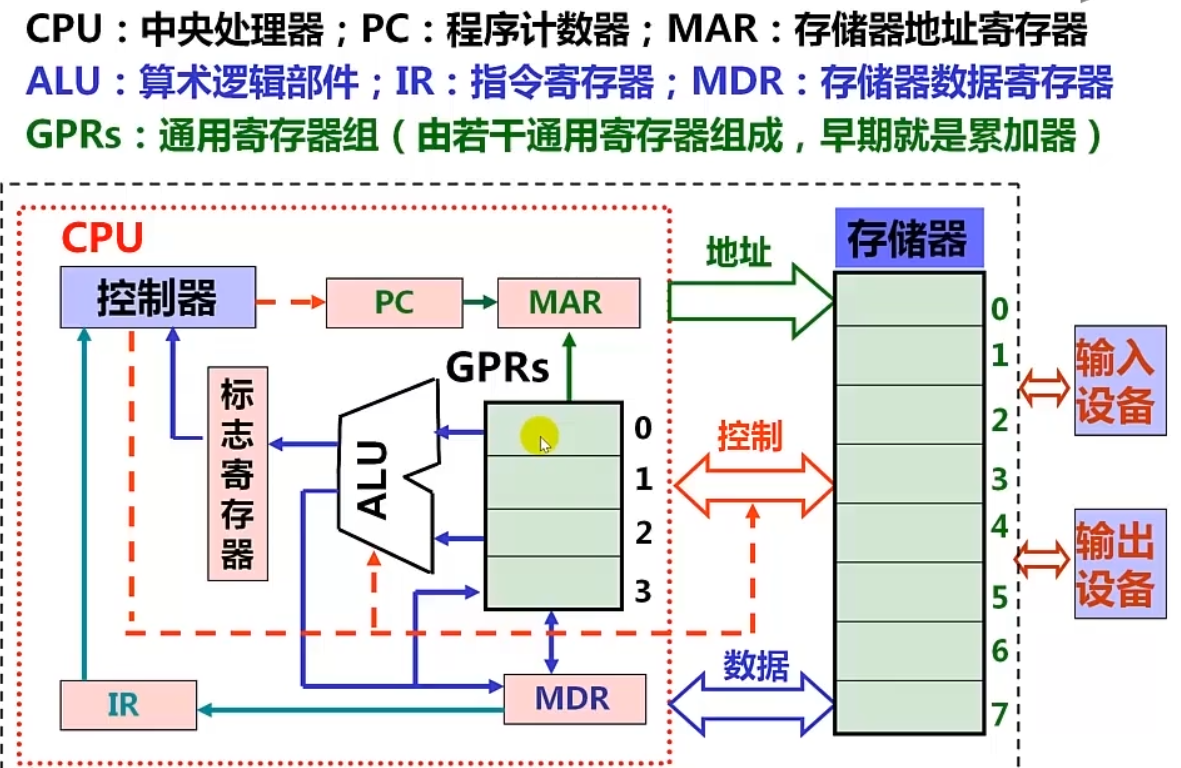 CPU：中央处理器；PC：程序计数器；MAR：存储器地址寄存器
ALU：算术逻辑部件；IR：指令寄存器；MDR：存储器数据寄存器
GPRs：通用寄存器组（由若干通用寄存器组成，早期就是累加器）
CPU
控制器
PC
MAR
地址
存储器
GPRs
标志寄存器
ALU
0
1
2
3
控制
数据
IR
MDR
0
1
2
3
4
5
6
7
输入
设备
输出
设备